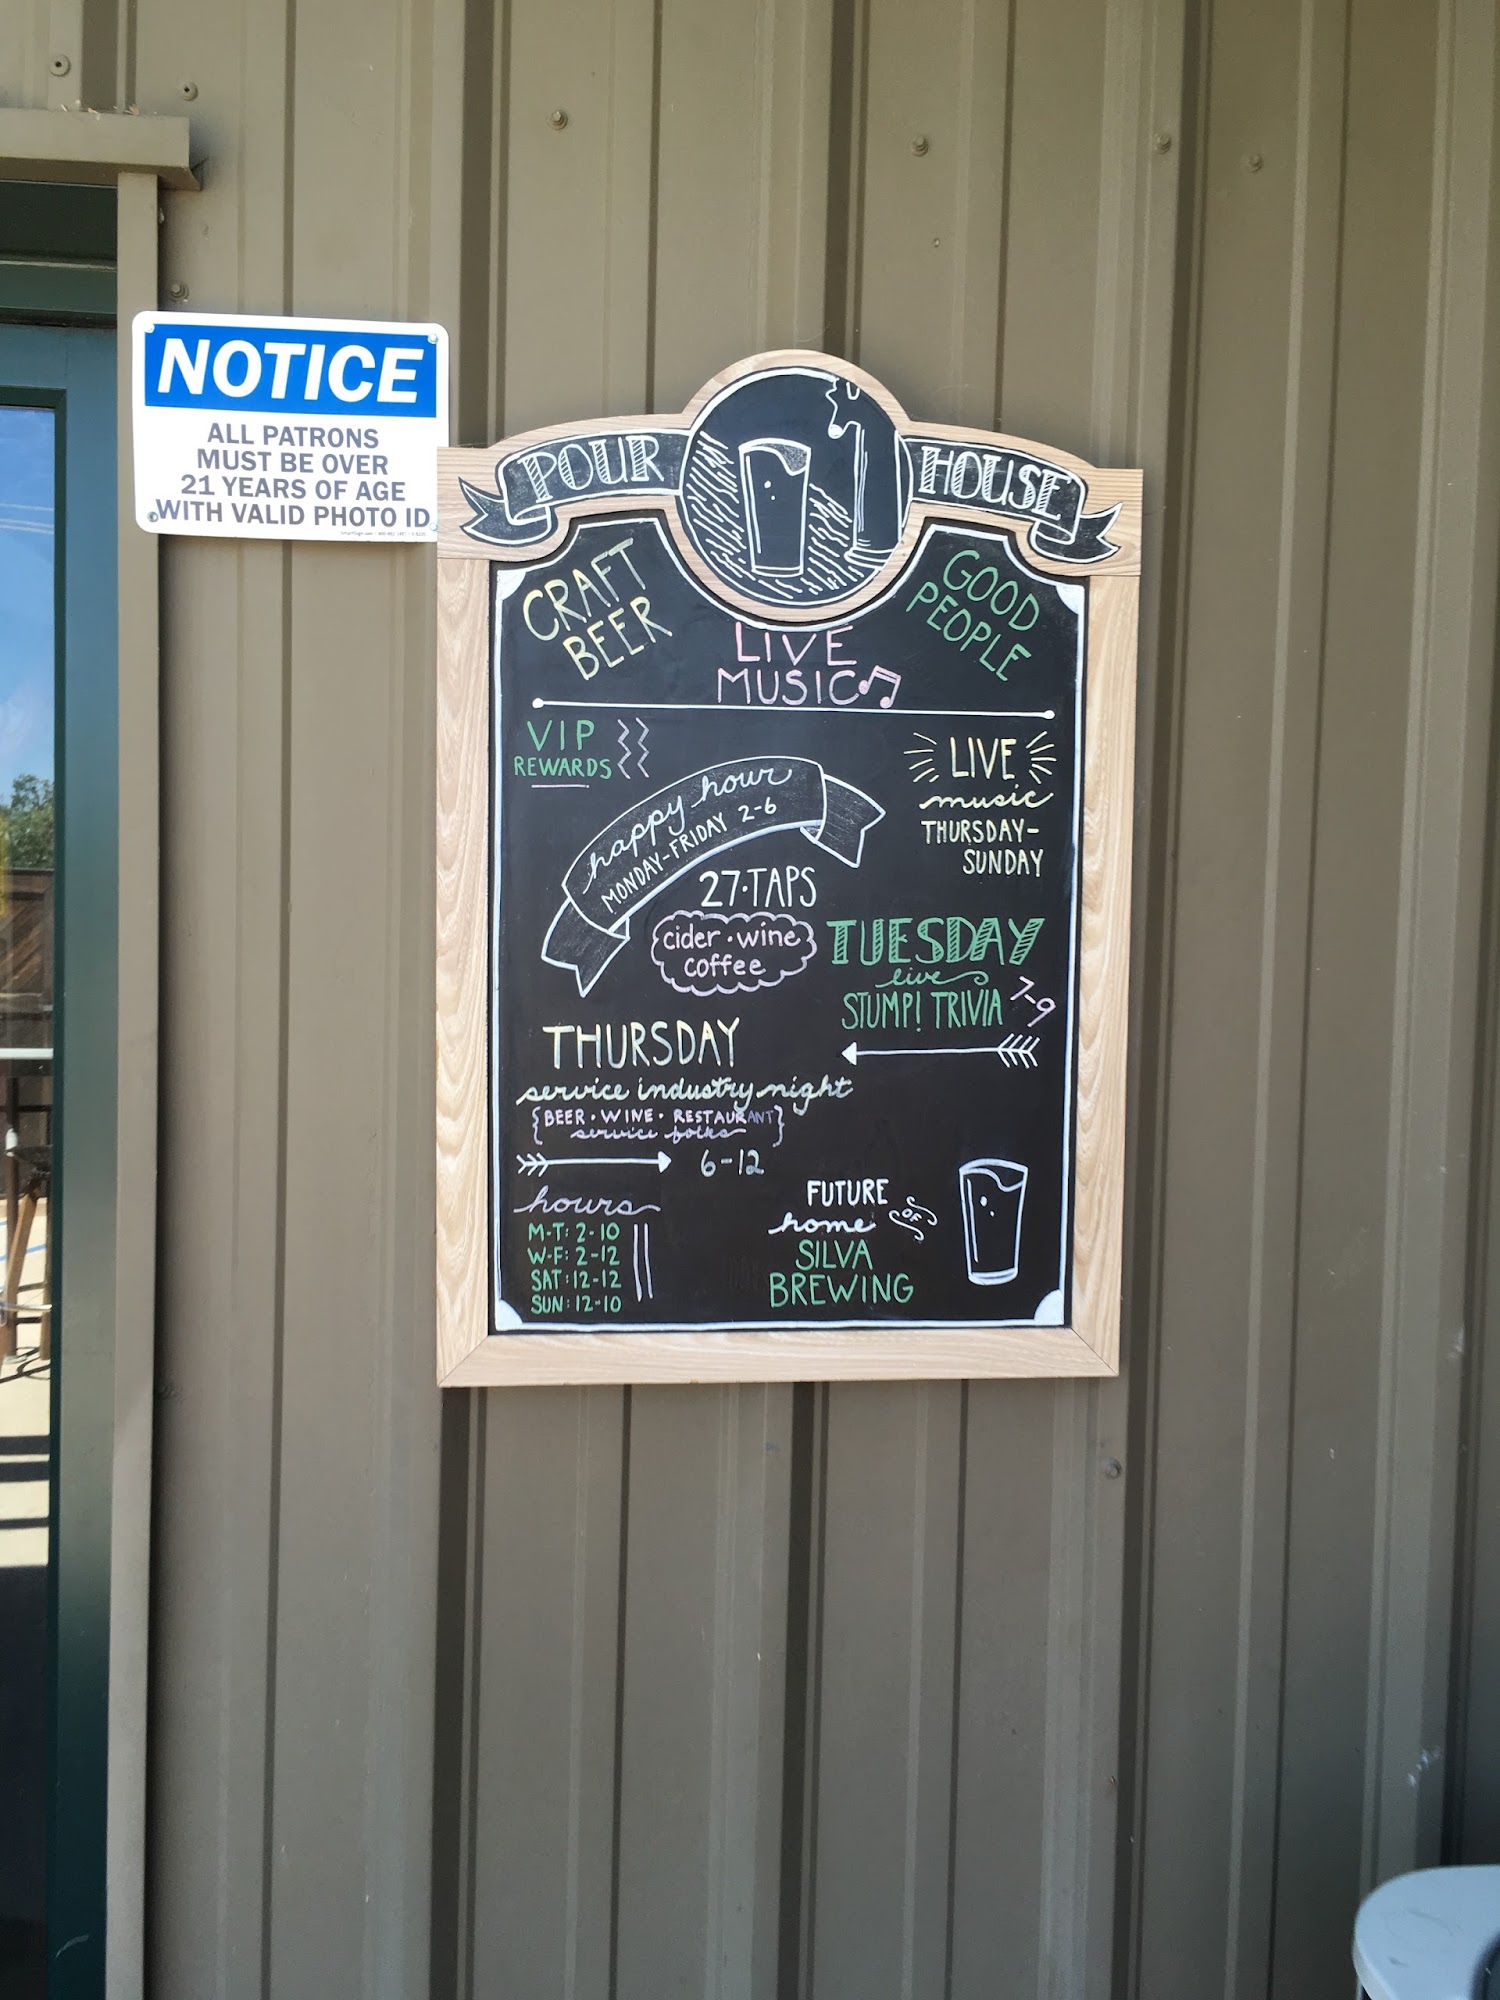 NOTICE
ALL PATRONS
MUST BE OVER
21 YEARS OF AGE
WITH VALID PHOTO ID
POUR HOUSE
CRAFT
BEER
LIVE
MUSIC
GOOD
PEOPLE
VIP
REWARDS
happy hour
MONDAY-FRIDAY 2-6
LIVE
music
THURSDAY-
SUNDAY
27·TAPS
cider·wine
coffee
TUESDAY
live
STUMP! TRIVIA 7-9
THURSDAY
service industry night
{BEER·WINE·RESTAURANT
service folks}
6-12
hours
M-T: 2-10
W-F: 2-12
SAT: 12-12
SUN: 12-10
FUTURE
home OF
SILVA
BREWING